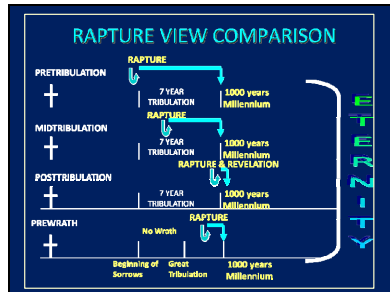 RAPTURE VIEW COMPARISON
RAPTURE
PRETRIBULATION
7 YEAR
TRIBULATION
1000 years
Millennium
RAPTURE
MIDTRIBULATION
7 YEAR
TRIBULATION
1000 years
Millennium
RAPTURE & REVELATION
POSTTRIBULATION
7 YEAR
TRIBULATION
1000 years
Millennium
PREWRATH
RAPTURE
No Wrath
Beginning of
Sorrows
Great
Tribulation
1000 years
Millennium
ETERNITY